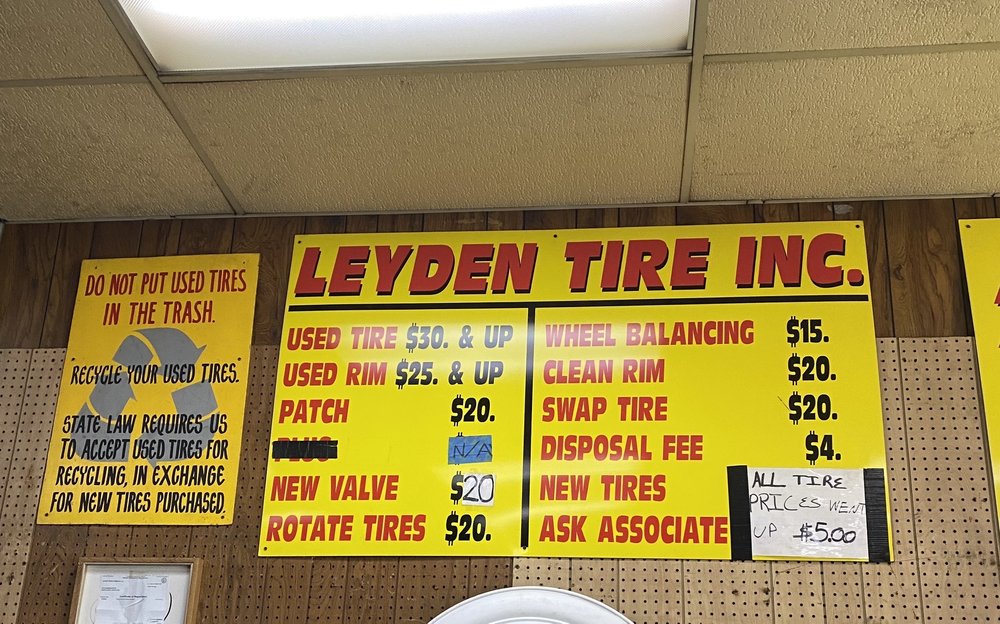 DO NOT PUT USED TIRES
IN THE TRASH.
RECYCLE YOUR USED TIRES.
STATE LAW REQUIRES US
TO ACCEPT USED TIRES FOR
RECYCLING, IN EXCHANGE
FOR NEW TIRES PURCHASED.
LEYDEN TIRE INC.
USED TIRE $30. & UP
USED RIM $25. & UP
PATCH $20.
N/A
NEW VALVE $20
ROTATE TIRES $20.
WHEEL BALANCING $15.
CLEAN RIM $20.
SWAP TIRE $20.
DISPOSAL FEE $4.
NEW TIRES
ASK ASSOCIATE
ALL TIRE
PRICES WENT
UP $5.00